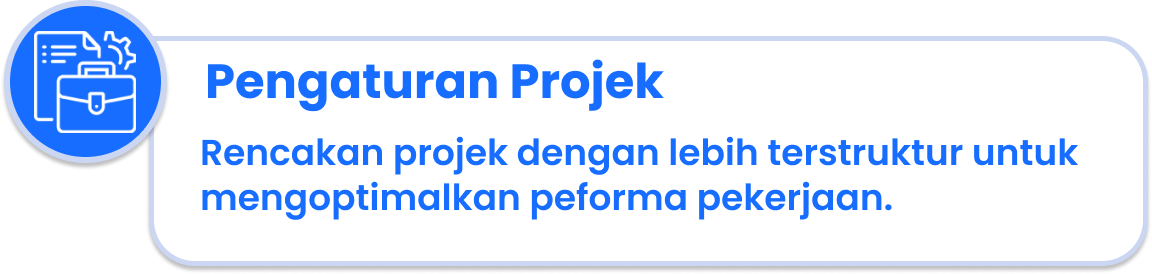 Pengaturan Projek
Rencakan projek dengan lebih terstruktur untuk
mengoptimalkan peforma pekerjaan.